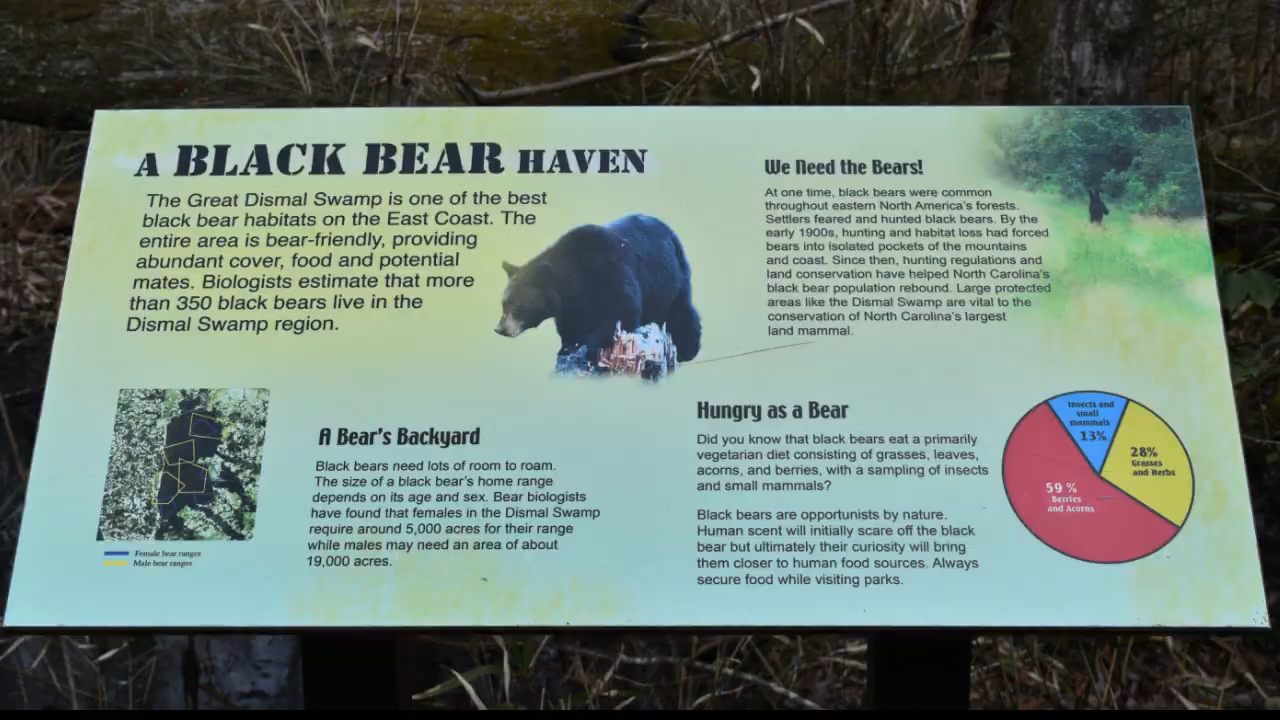 A BLACK BEAR HAVEN
The Great Dismal Swamp is one of the best
black bear habitats on the East Coast. The
entire area is bear-friendly, providing
abundant cover, food and potential
mates. Biologists estimate that more
than 350 black bears live in the
Dismal Swamp region.
We Need the Bears!
At one time, black bears were common
throughout eastern North America's forests.
Settlers feared and hunted black bears. By the
early 1900s, hunting and habitat loss had forced
bears into isolated pockets of the mountains
and coast. Since then, hunting regulations and
land conservation have helped North Carolina's
black bear population rebound. Large protected
areas like the Dismal Swamp are vital to the
conservation of North Carolina's largest
land mammal.
Female bear ranges
Male bear ranges
A Bear's Backyard
Black bears need lots of room to roam.
The size of a black bear's home range
depends on its age and sex. Bear biologists
have found that females in the Dismal Swamp
require around 5,000 acres for their range
while males may need an area of about
19,000 acres.
Hungry as a Bear
Did you know that black bears eat a primarily
vegetarian diet consisting of grasses, leaves,
acorns, and berries, with a sampling of insects
and small mammals?
Black bears are opportunists by nature.
Human scent will initially scare off the black
bear but ultimately their curiosity will bring
them closer to human food sources. Always
secure food while visiting parks.
Insects and
small
mammals
13%
28%
Grasses
and Herbs
59 %
Berries
and Acorns